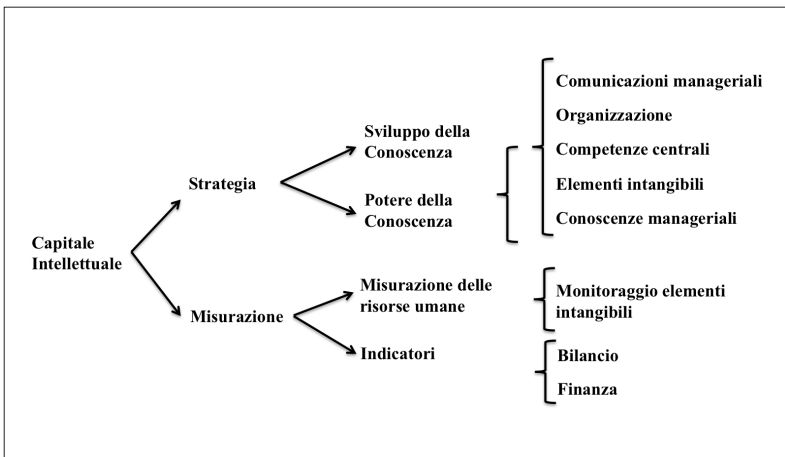 Capitale
Intellettuale
Strategia
Misurazione
Sviluppo della
Conoscenza
Potere della
Conoscenza
Misurazione delle
risorse umane
Indicatori
Comunicazioni manageriali
Organizzazione
Competenze centrali
Elementi intangibili
Conoscenze manageriali
Monitoraggio elementi
intangibili
Bilancio
Finanza